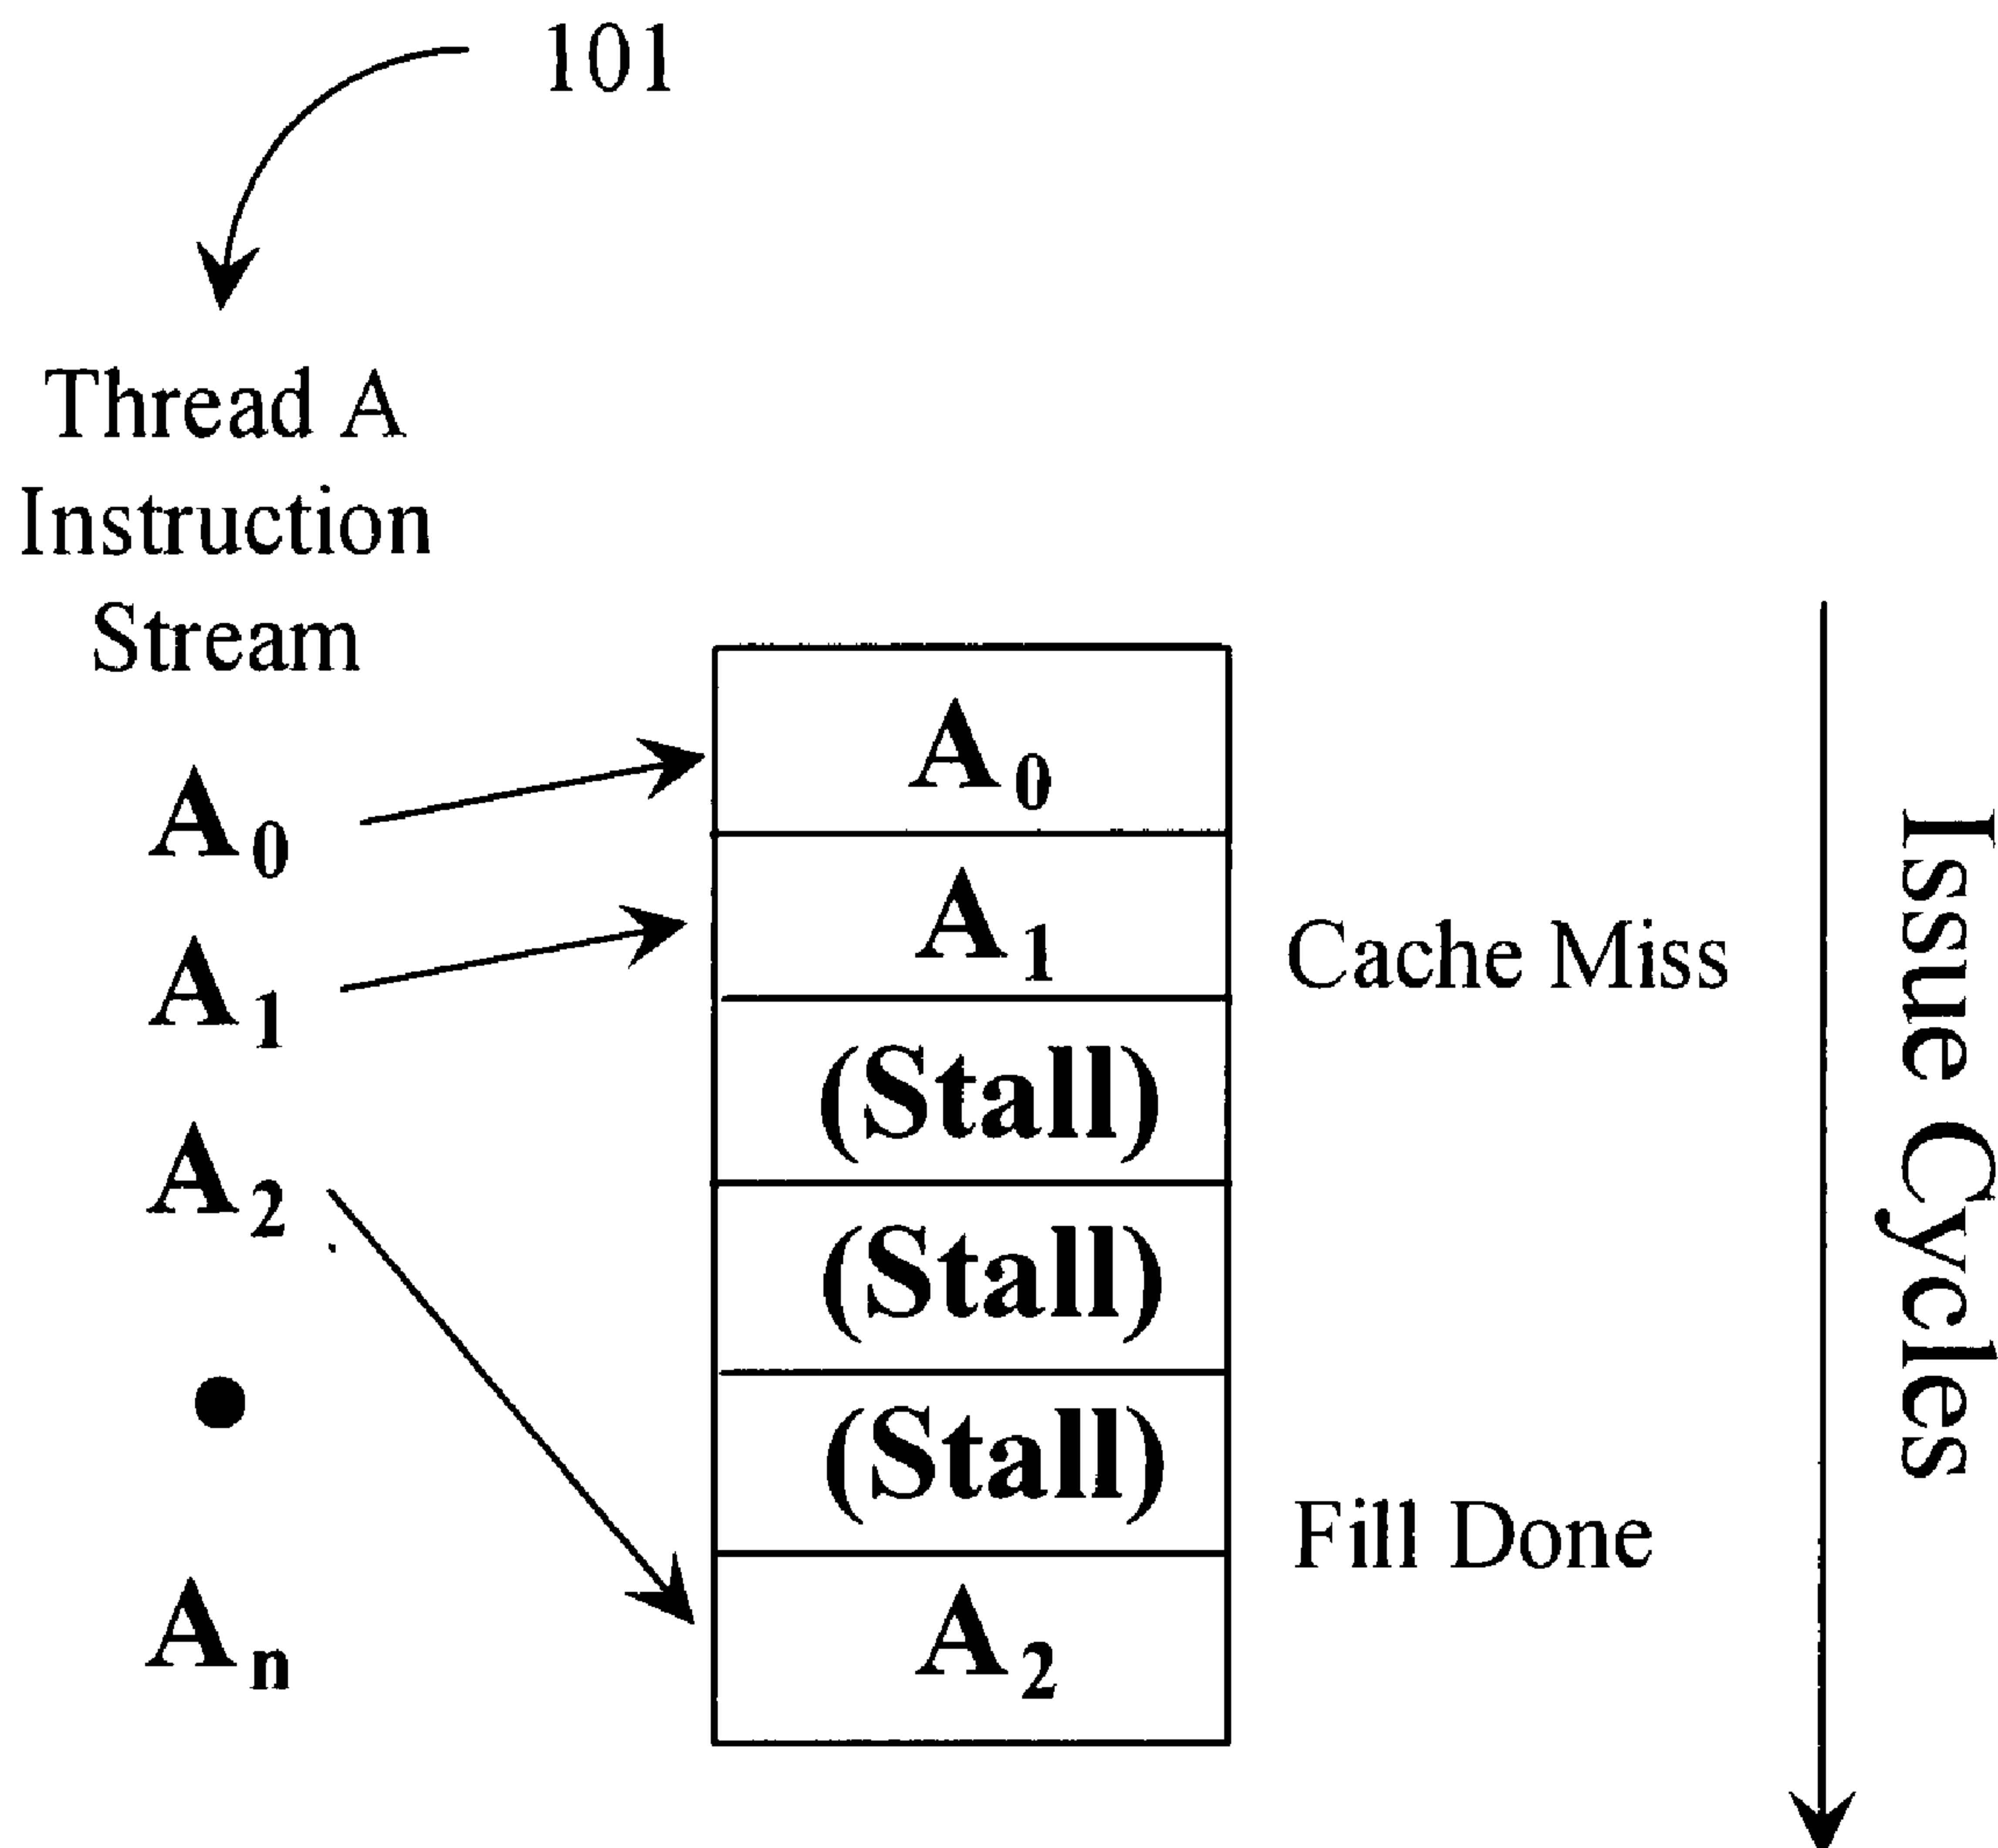 101
Thread A
Instruction
Stream
A0
A1
A2
An
A0
A1
(Stall)
(Stall)
(Stall)
A2
Cache Miss
Fill Done
Issue Cycles